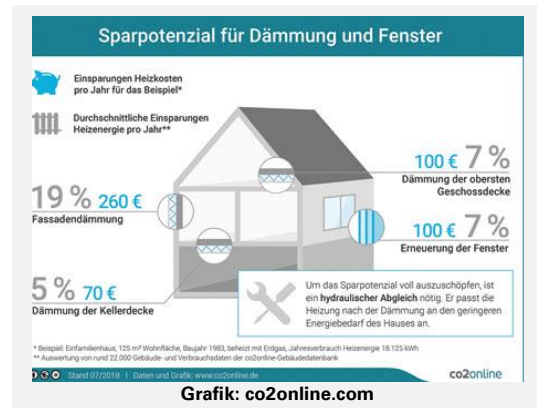 Sparpotenzial für Dämmung und Fenster
Einsparungen Heizkosten
pro Jahr für das Beispiel*
Durchschnittliche Einsparungen
Heizenergie pro Jahr**
100 € 7 %
Dämmung der obersten
Geschossdecke
19 % 260 €
Fassadendämmung
100 € 7 %
Erneuerung der Fenster
5 % 70 €
Dämmung der Kellerdecke
Um das Sparpotenzial voll auszuschöpfen, ist
ein hydraulischer Abgleich nötig. Er passt die
Heizung nach der Dämmung an den geringeren
Energiebedarf des Hauses an.
* Beispiel: Einfamilienhaus, 125 m² Wohnfläche, Baujahr 1983, beheizt mit Erdgas, Jahresverbrauch Heizenergie 18.125 kWh
** Auswertung von rund 22.000 Gebäude- und Verbrauchsdaten der co2online-Gebäudedatenbank
Stand 07/2018 | Daten und Grafik: www.co2online.de
co2online
Grafik: co2online.com